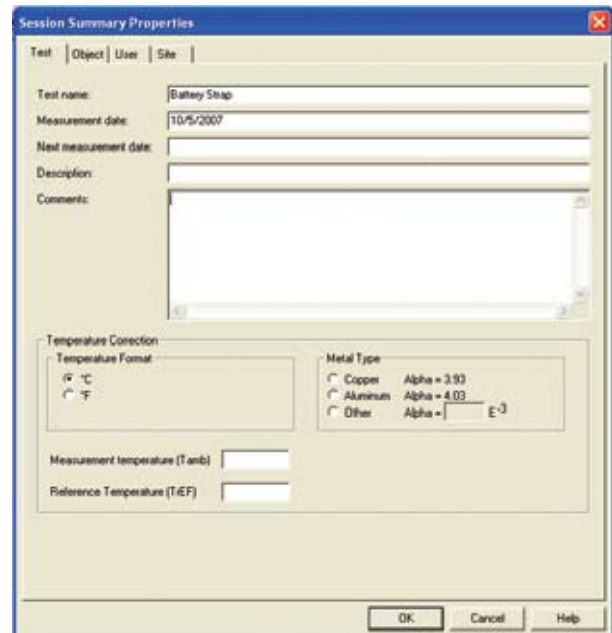 Session Summary Properties
Test Object User Site
Test name: Battery Strap
Measurement date: 10/5/2007
Next measurement date:
Description:
Comments:
Temperature Correction
Temperature Format
°C
°F
Metal Type
Copper Alpha = 3.93
Aluminum Alpha = 4.03
Other Alpha = E-3
Measurement temperature (Tamb)
Reference Temperature (TrEF)
OK Cancel Help